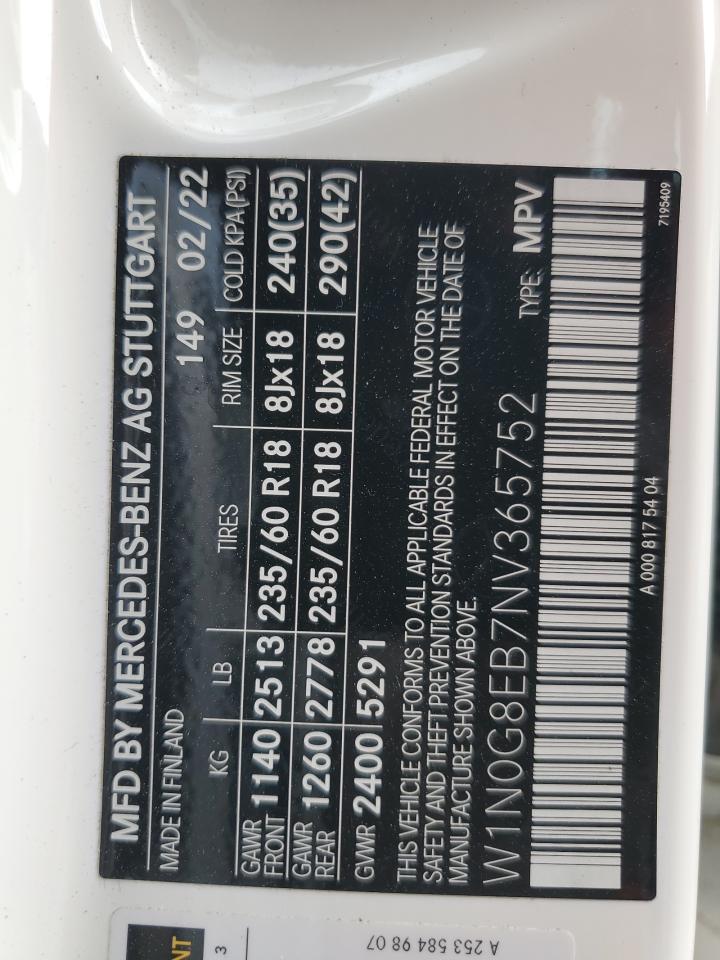 MFD BY MERCEDES-BENZ AG STUTTGART
MADE IN FINLAND 149 02/22
KG LB TIRES RIM SIZE COLD KPA(PSI)
GAWR FRONT 1140 2513 235/60 R18 8Jx18 240(35)
GAWR REAR 1260 2778 235/60 R18 8Jx18 290(42)
GVWR 2400 5291
THIS VEHICLE CONFORMS TO ALL APPLICABLE FEDERAL MOTOR VEHICLE
SAFETY AND THEFT PREVENTION STANDARDS IN EFFECT ON THE DATE OF
MANUFACTURE SHOWN ABOVE.
W1N0G8EB7NV365752 TYPE: MPV
A 000 817 54 04 7195409
A 253 584 98 07
3